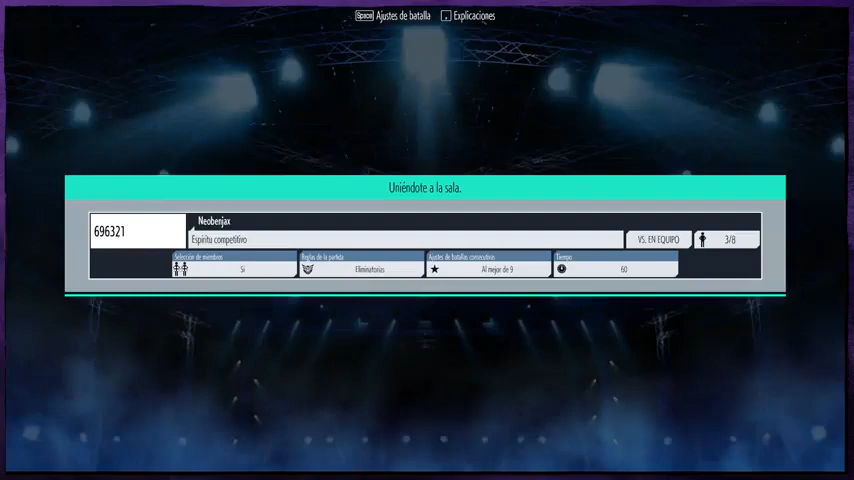 Space Ajustes de batalla , Explicaciones
Uniéndote a la sala.
696321
Neobenjax
Espíritu competitivo
VS. EN EQUIPO
3/8
Selección de miembros
Sí
Reglas de la partida
Eliminatorias
Ajustes de batallas consecutivas
Al mejor de 9
Tiempo
60